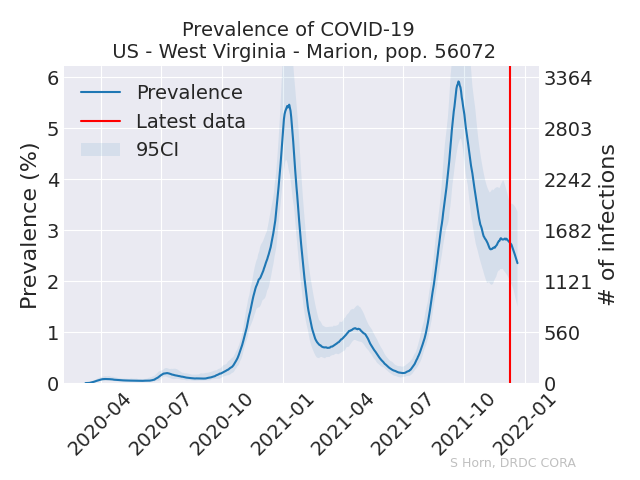 Prevalence of COVID-19
US - West Virginia - Marion, pop. 56072
Prevalence
Latest data
95CI
Prevalence (%)
6
5
4
3
2
1
0
3364
2803
2242
1682
1121
560
0
# of infections
2020-04
2020-07
2020-10
2021-01
2021-04
2021-07
2021-10
2022-01
S Horn, DRDC CORA